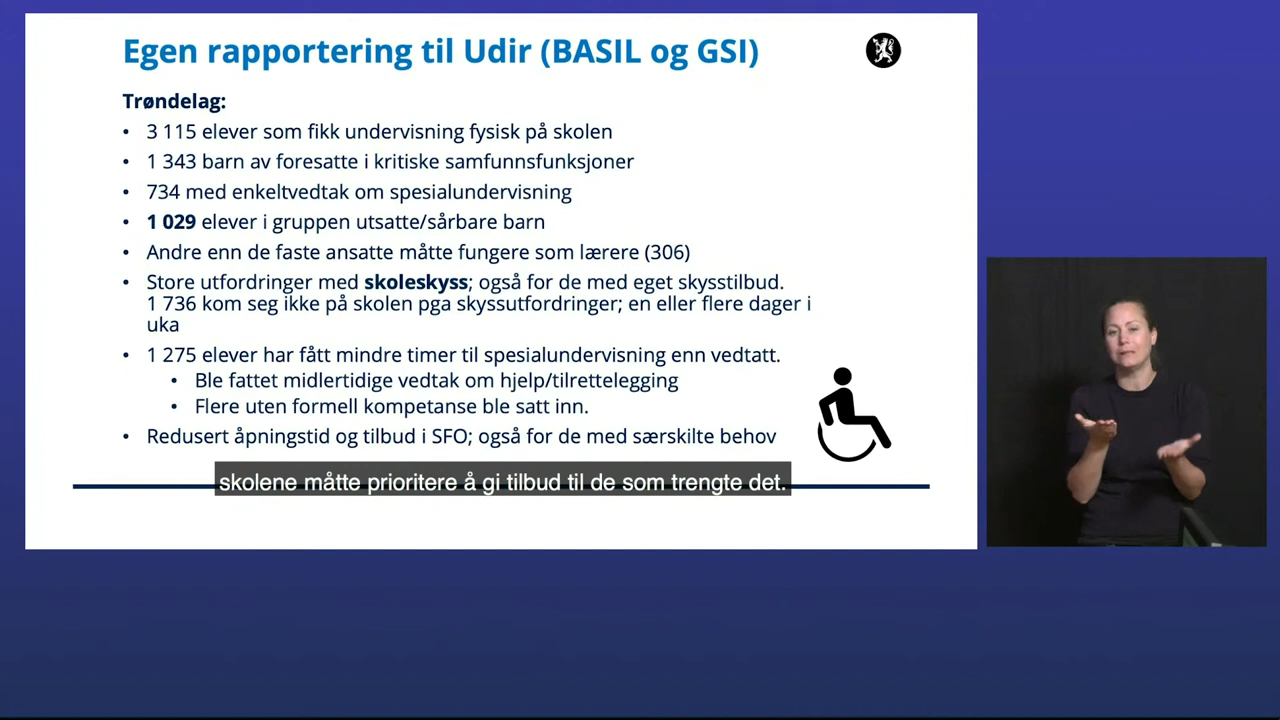 Egen rapportering til Udir (BASIL og GSI)
Trøndelag:
• 3 115 elever som fikk undervisning fysisk på skolen
• 1 343 barn av foresatte i kritiske samfunnsfunksjoner
• 734 med enkeltvedtak om spesialundervisning
• 1 029 elever i gruppen utsatte/sårbare barn
• Andre enn de faste ansatte måtte fungere som lærere (306)
• Store utfordringer med skoleskyss; også for de med eget skysstilbud.
1 736 kom seg ikke på skolen pga skyssutfordringer; en eller flere dager i
uka
• 1 275 elever har fått mindre timer til spesialundervisning enn vedtatt.
• Ble fattet midlertidige vedtak om hjelp/tilrettelegging
• Flere uten formell kompetanse ble satt inn.
• Redusert åpningstid og tilbud i SFO; også for de med særskilte behov
skolene måtte prioritere å gi tilbud til de som trengte det.